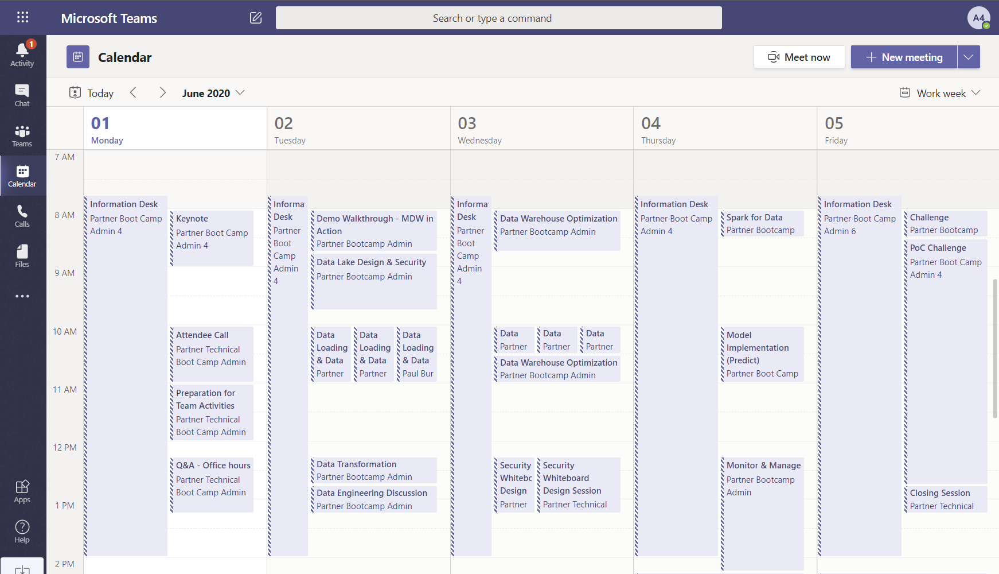 Microsoft Teams
Search or type a command
A4
1
Activity
Chat
Teams
Calendar
Calls
Files
Apps
Help
Calendar
Meet now
New meeting
Today
June 2020
Work week
01
Monday
02
Tuesday
03
Wednesday
04
Thursday
05
Friday
7 AM
8 AM
9 AM
10 AM
11 AM
12 PM
1 PM
2 PM
Information Desk
Partner Boot Camp
Admin 4
Keynote
Partner Boot Camp
Admin 4
Attendee Call
Partner Technical
Boot Camp Admin
Preparation for
Team Activities
Partner Technical
Boot Camp Admin
Q&A - Office hours
Partner Technical
Boot Camp Admin
Informa
Desk
Partner
Boot
Camp
Admin
4
Demo Walkthrough - MDW in
Action
Partner Bootcamp Admin
Data Lake Design & Security
Partner Bootcamp Admin
Data
Loading
& Data
Partner
Data
Loading
& Data
Partner
Data
Loading
& Data
Paul Bur
Data Transformation
Partner Bootcamp Admin
Data Engineering Discussion
Partner Bootcamp Admin
Informa
Desk
Partner
Boot
Camp
Admin
4
Data Warehouse Optimization
Partner Bootcamp Admin
Data
Partner
Data
Partner
Data
Partner
Data Warehouse Optimization
Partner Bootcamp Admin
Security
Whitebc
Design
Partner
Security
Whiteboard
Design Session
Partner Technical
Information Desk
Partner Boot Camp
Admin 4
Spark for Data
Partner Bootcamp
Model
Implementation
(Predict)
Partner Boot Camp
Monitor & Manage
Partner Bootcamp
Admin
Information Desk
Partner Boot Camp
Admin 6
Challenge
Partner Bootcamp
PoC Challenge
Partner Boot Camp
Admin 4
Closing Session
Partner Technical